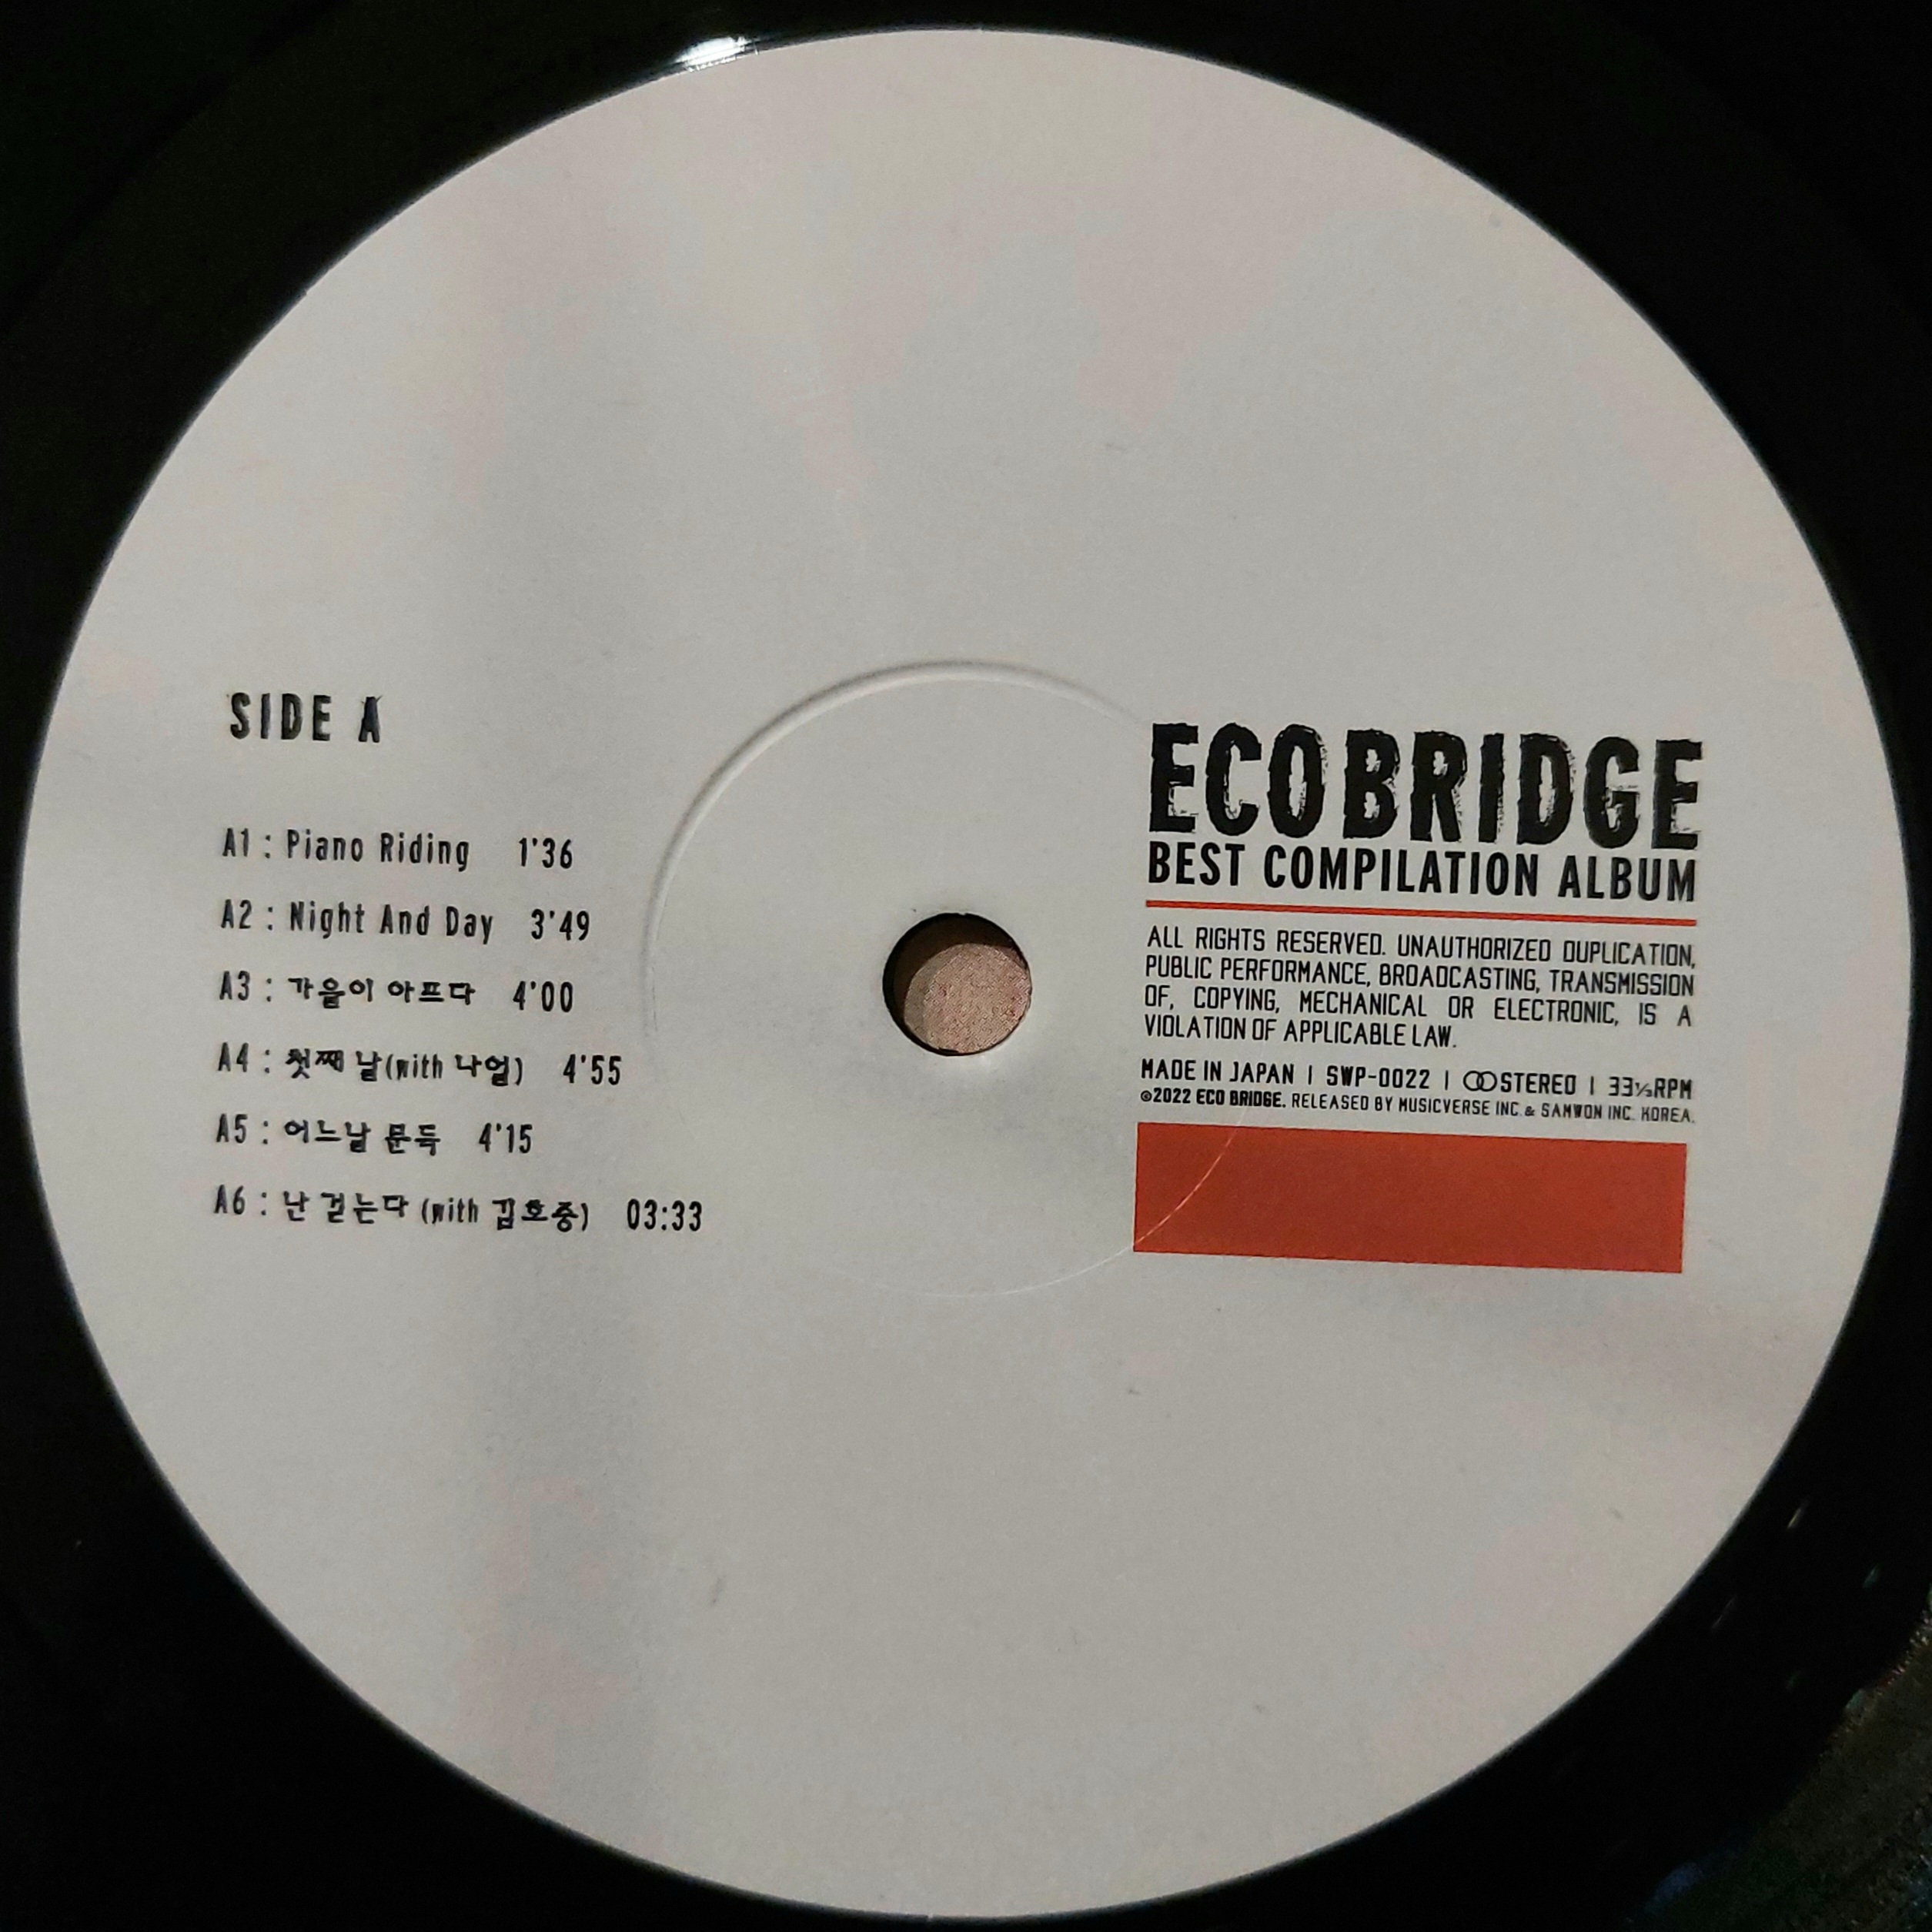 SIDE A
A1 : Piano Riding 1'36
A2 : Night And Day 3'49
A3 : 가을이 아프다 4'00
A4 : 첫째 날(with 나얼) 4'55
A5 : 어느날 문득 4'15
A6 : 난 걷는다 (with 김호중) 03:33
ECOBRIDGE
BEST COMPILATION ALBUM
ALL RIGHTS RESERVED. UNAUTHORIZED DUPLICATION,
PUBLIC PERFORMANCE, BROADCASTING, TRANSMISSION
OF, COPYING, MECHANICAL OR ELECTRONIC, IS A
VIOLATION OF APPLICABLE LAW.
MADE IN JAPAN | SWP-0022 | STEREO | 33⅓RPM
©2022 ECO BRIDGE. RELEASED BY MUSICVERSE INC. & SAMWON INC. KOREA.